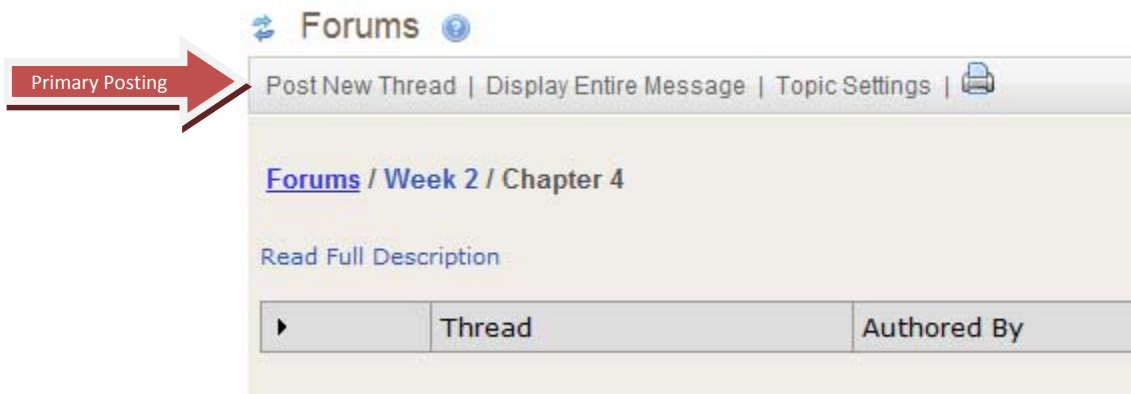 Forums
Primary Posting
Post New Thread | Display Entire Message | Topic Settings |
Forums / Week 2 / Chapter 4
Read Full Description
Thread Authored By